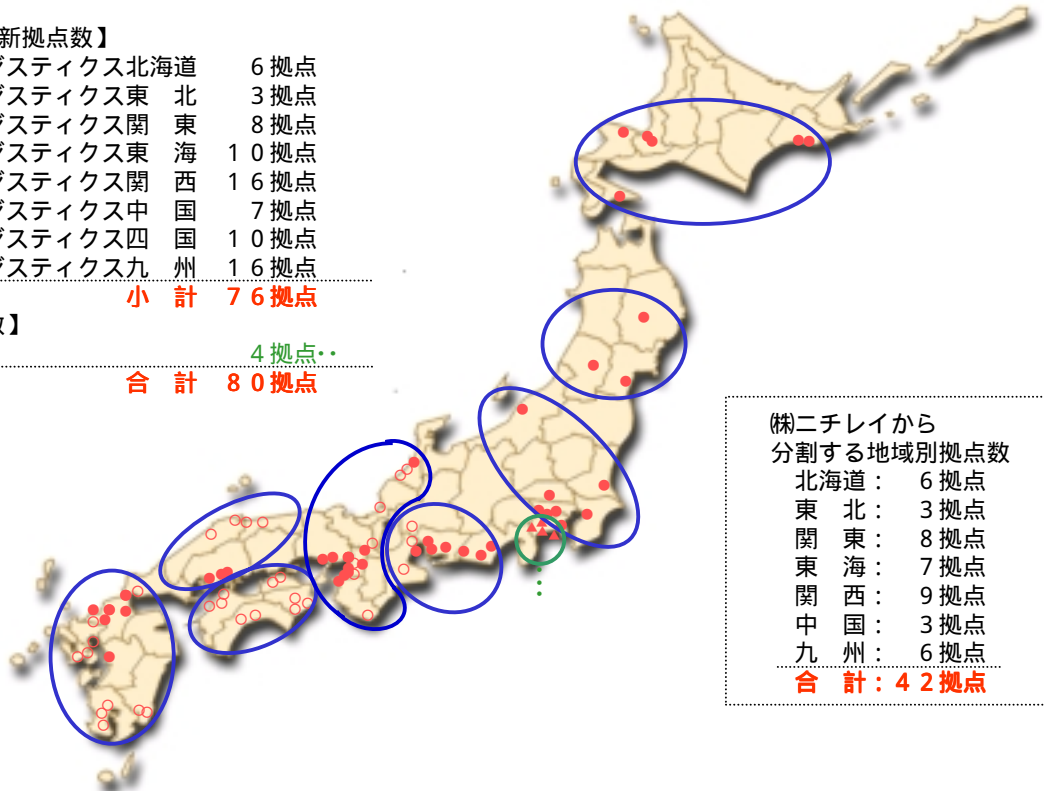 新拠点数】
ジスティクス北海道　　6拠点
ジスティクス東　北　　3拠点
ジスティクス関　東　　8拠点
ジスティクス東　海　１０拠点
ジスティクス関　西　１６拠点
ジスティクス中　国　　7拠点
ジスティクス四　国　１０拠点
ジスティクス九　州　１６拠点
小　計　７６拠点
数】
4拠点‥
合　計　８０拠点
㈱ニチレイから
分割する地域別拠点数
北海道：　6拠点
東　北：　3拠点
関　東：　8拠点
東　海：　7拠点
関　西：　9拠点
中　国：　3拠点
九　州：　6拠点
合　計：４２拠点